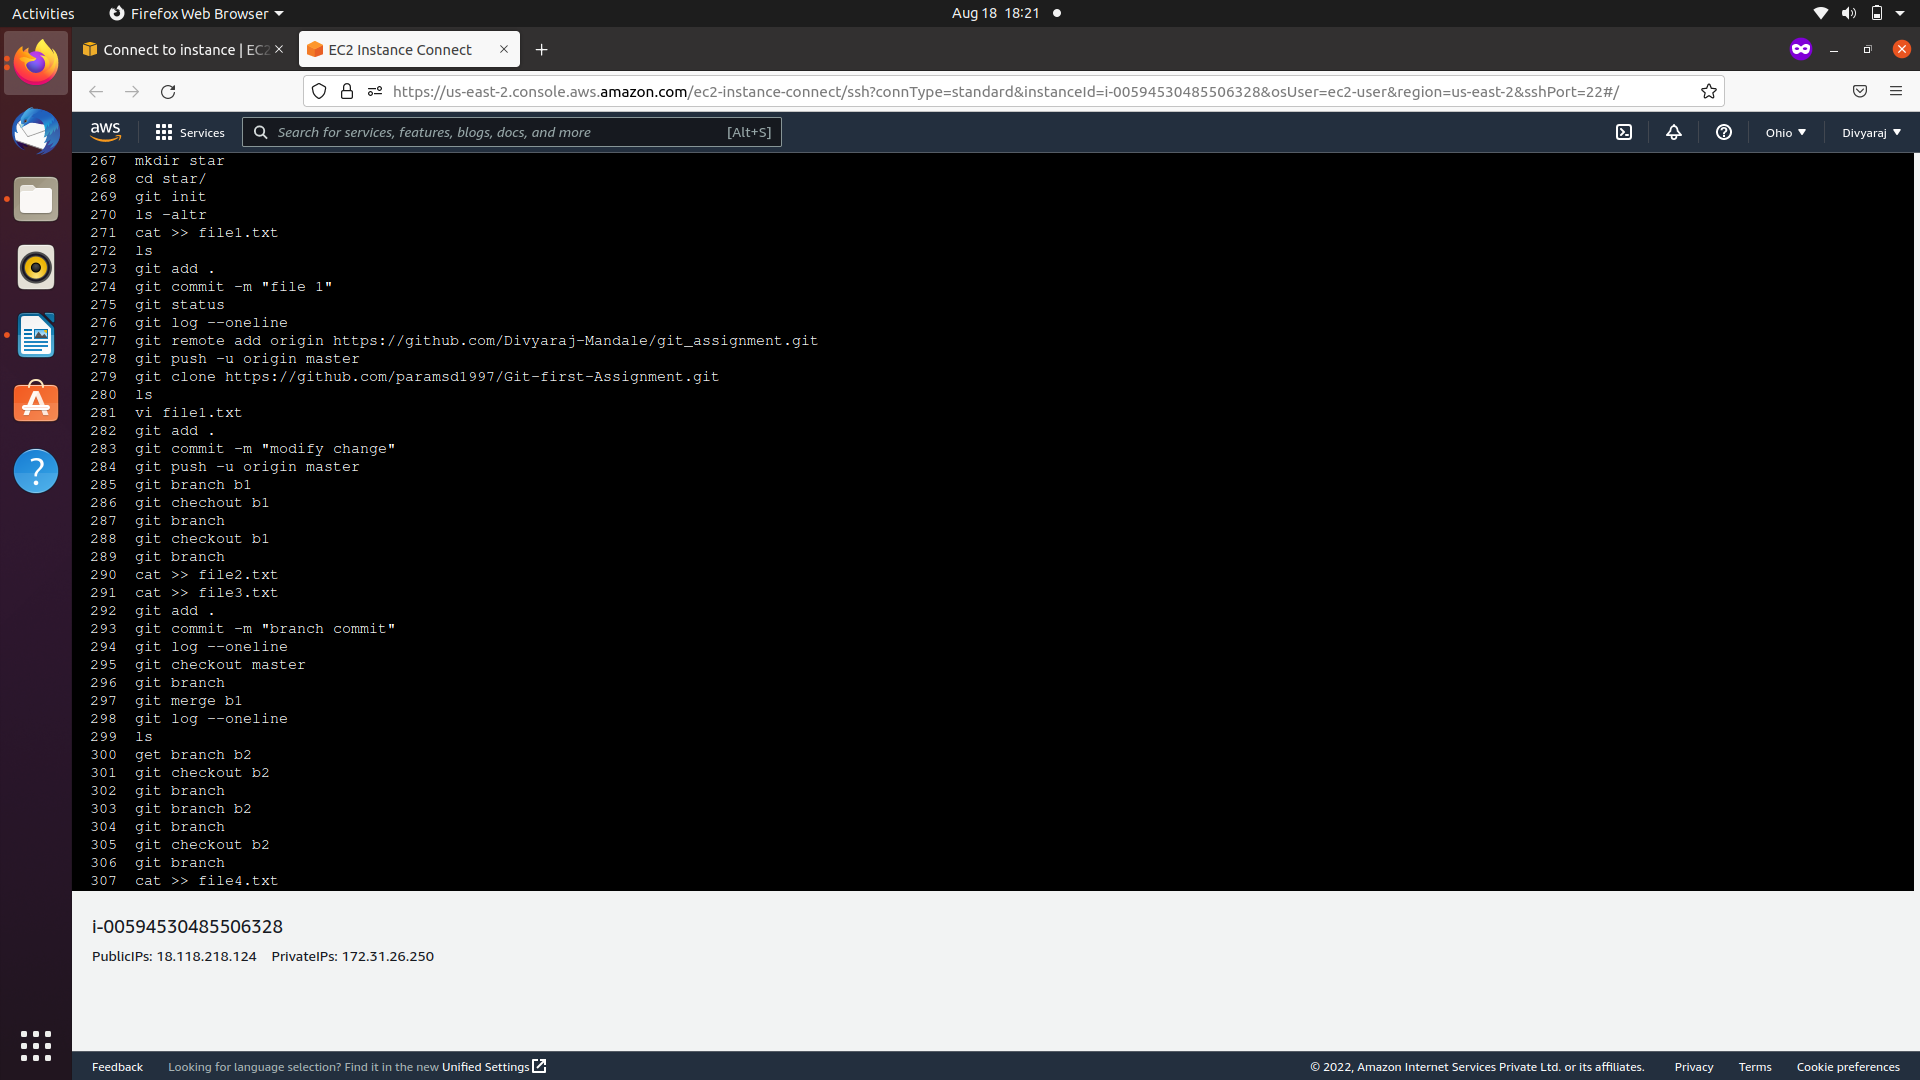 Activities
Firefox Web Browser
Aug 18 18:21
Connect to instance | EC2
EC2 Instance Connect
https://us-east-2.console.aws.amazon.com/ec2-instance-connect/ssh?connType=standard&instanceId=i-00594530485506328&osUser=ec2-user&region=us-east-2&sshPort=22#/
aws
Services
Search for services, features, blogs, docs, and more
[Alt+S]
Ohio
Divyaraj
267 mkdir star
268 cd star/
269 git init
270 ls -altr
271 cat >> file1.txt
272 ls
273 git add .
274 git commit -m "file 1"
275 git status
276 git log --oneline
277 git remote add origin https://github.com/Divyaraj-Mandale/git_assignment.git
278 git push -u origin master
279 git clone https://github.com/paramsd1997/Git-first-Assignment.git
280 ls
281 vi file1.txt
282 git add .
283 git commit -m "modify change"
284 git push -u origin master
285 git branch b1
286 git chechout b1
287 git branch
288 git checkout b1
289 git branch
290 cat >> file2.txt
291 cat >> file3.txt
292 git add .
293 git commit -m "branch commit"
294 git log --oneline
295 git checkout master
296 git branch
297 git merge b1
298 git log --oneline
299 ls
300 get branch b2
301 git checkout b2
302 git branch
303 git branch b2
304 git branch
305 git checkout b2
306 git branch
307 cat >> file4.txt
i-00594530485506328
PublicIPs: 18.118.218.124 PrivateIPs: 172.31.26.250
Feedback
Looking for language selection? Find it in the new Unified Settings
© 2022, Amazon Internet Services Private Ltd. or its affiliates.
Privacy
Terms
Cookie preferences